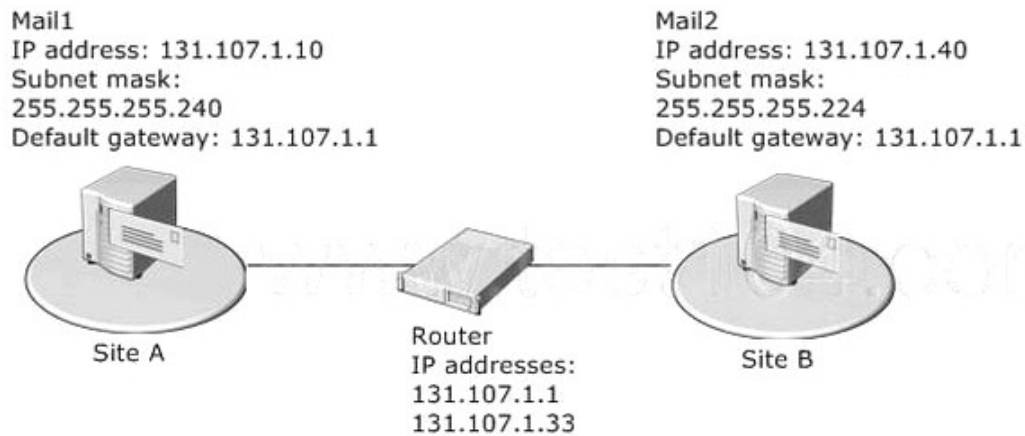 Mail1
IP address: 131.107.1.10
Subnet mask:
255.255.255.240
Default gateway: 131.107.1.1
Mail2
IP address: 131.107.1.40
Subnet mask:
255.255.255.224
Default gateway: 131.107.1.1
Site A
Router
IP addresses:
131.107.1.1
131.107.1.33
Site B